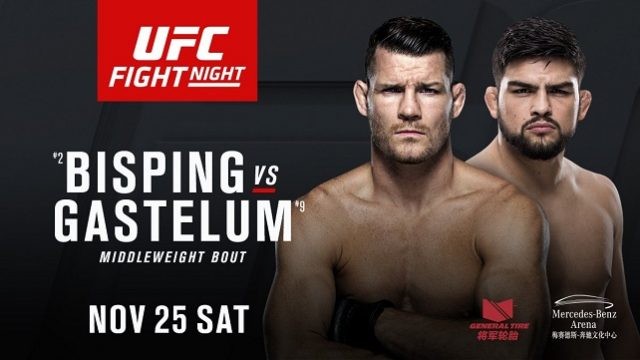 UFC
FIGHT NIGHT
#2 BISPING VS
GASTELUM #9
MIDDLEWEIGHT BOUT
NOV 25 SAT
GENERAL TIRE
将军轮胎
Mercedes-Benz
Arena
梅赛德斯-奔驰文化中心